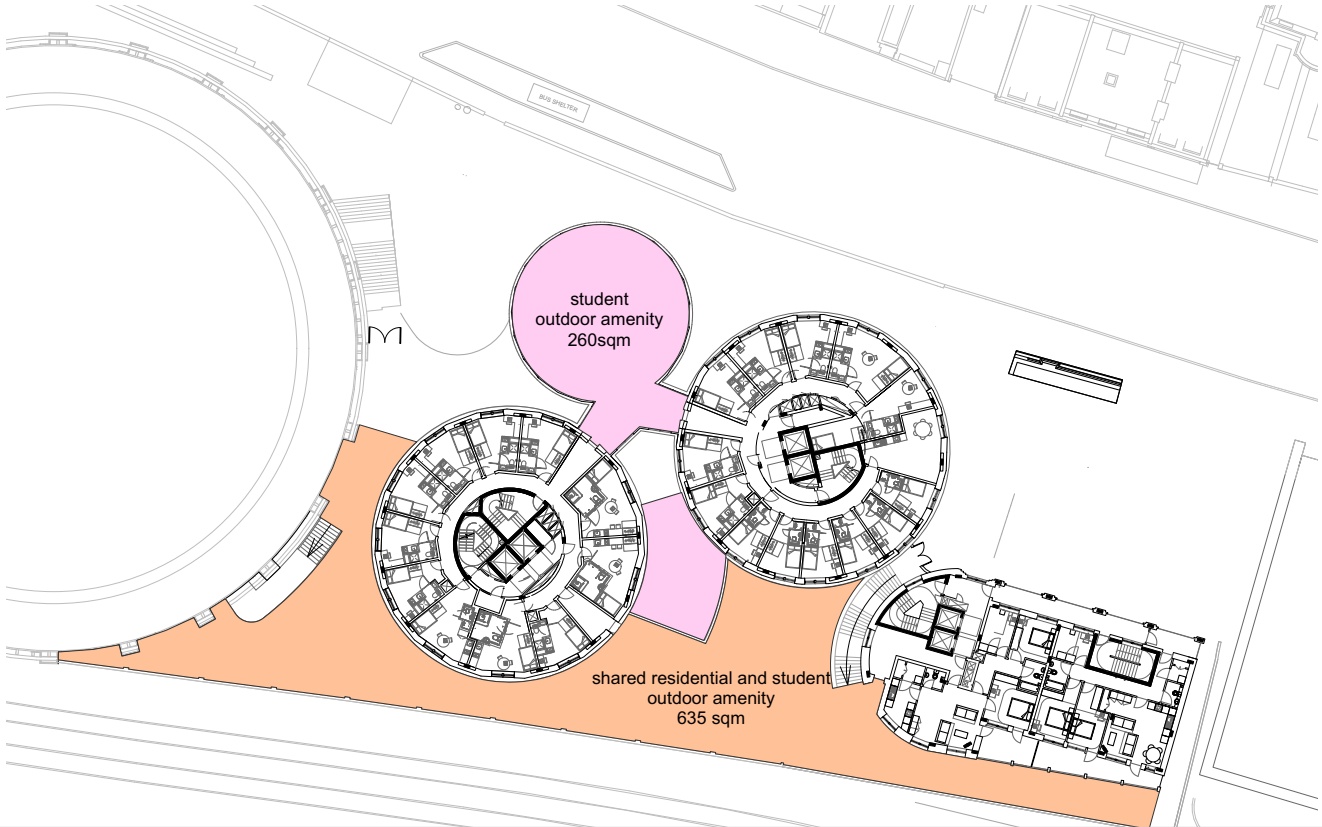 BUS SHELTER
student
outdoor amenity
260sqm
shared residential and student
outdoor amenity
635 sqm